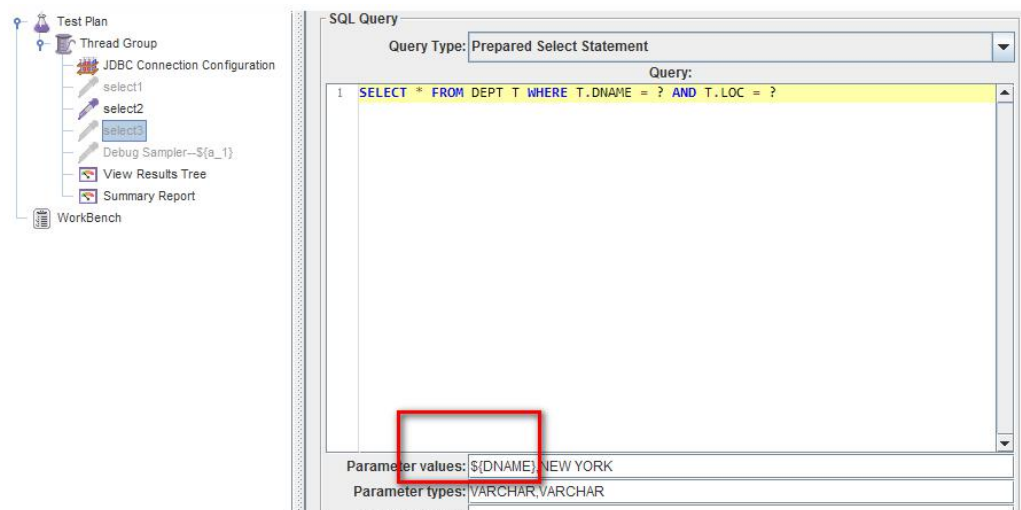 Test Plan
Thread Group
JDBC Connection Configuration
select1
select2
select3
Debug Sampler--${a_1}
View Results Tree
Summary Report
WorkBench
SQL Query
Query Type: Prepared Select Statement
Query:
1 SELECT * FROM DEPT T WHERE T.DNAME = ? AND T.LOC = ?
Parameter values: ${DNAME},NEW YORK
Parameter types: VARCHAR,VARCHAR